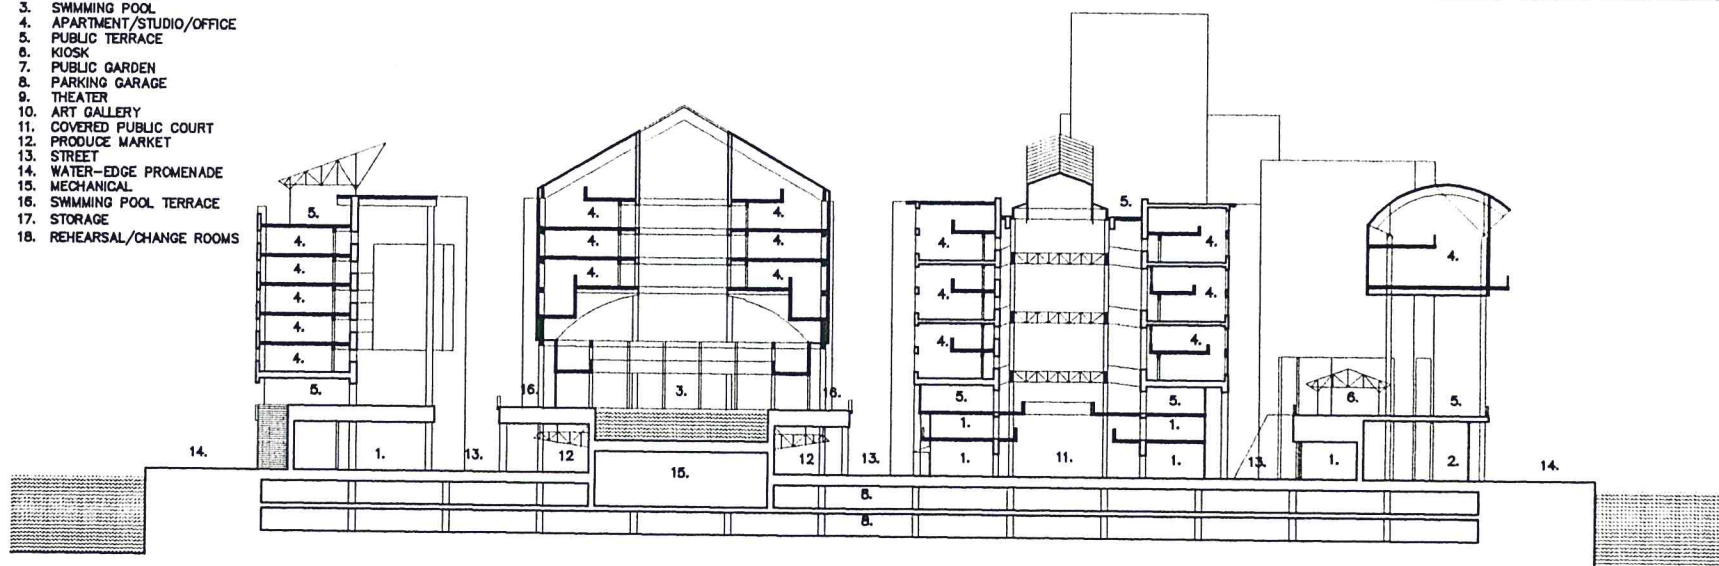 3. SWIMMING POOL
4. APARTMENT/STUDIO/OFFICE
5. PUBLIC TERRACE
6. KIOSK
7. PUBLIC GARDEN
8. PARKING GARAGE
9. THEATER
10. ART GALLERY
11. COVERED PUBLIC COURT
12. PRODUCE MARKET
13. STREET
14. WATER-EDGE PROMENADE
15. MECHANICAL
16. SWIMMING POOL TERRACE
17. STORAGE
18. REHEARSAL/CHANGE ROOMS
5.
4.
4.
4.
4.
4.
5.
14.
1.
13.
4. 4.
4. 4.
4. 4.
16. 3. 16.
12 12
15.
13.
8.
8.
5.
4. 4.
4. 4.
4. 4.
5. 5.
1. 1.
1. 11. 1.
13.
4.
6. 5.
1. 2.
14.